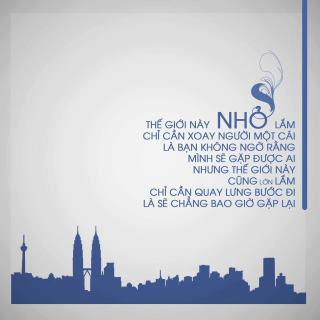 THẾ GIỚI NÀY NHỎ LẮM
CHỈ CẦN XOAY NGƯỜI MỘT CÁI
LÀ BẠN KHÔNG NGỜ RẰNG
MÌNH SẼ GẶP ĐƯỢC AI
NHƯNG THẾ GIỚI NÀY
CŨNG LỚN LẮM
CHỈ CẦN QUAY LƯNG BƯỚC ĐI
LÀ SẼ CHẲNG BAO GIỜ GẶP LẠI